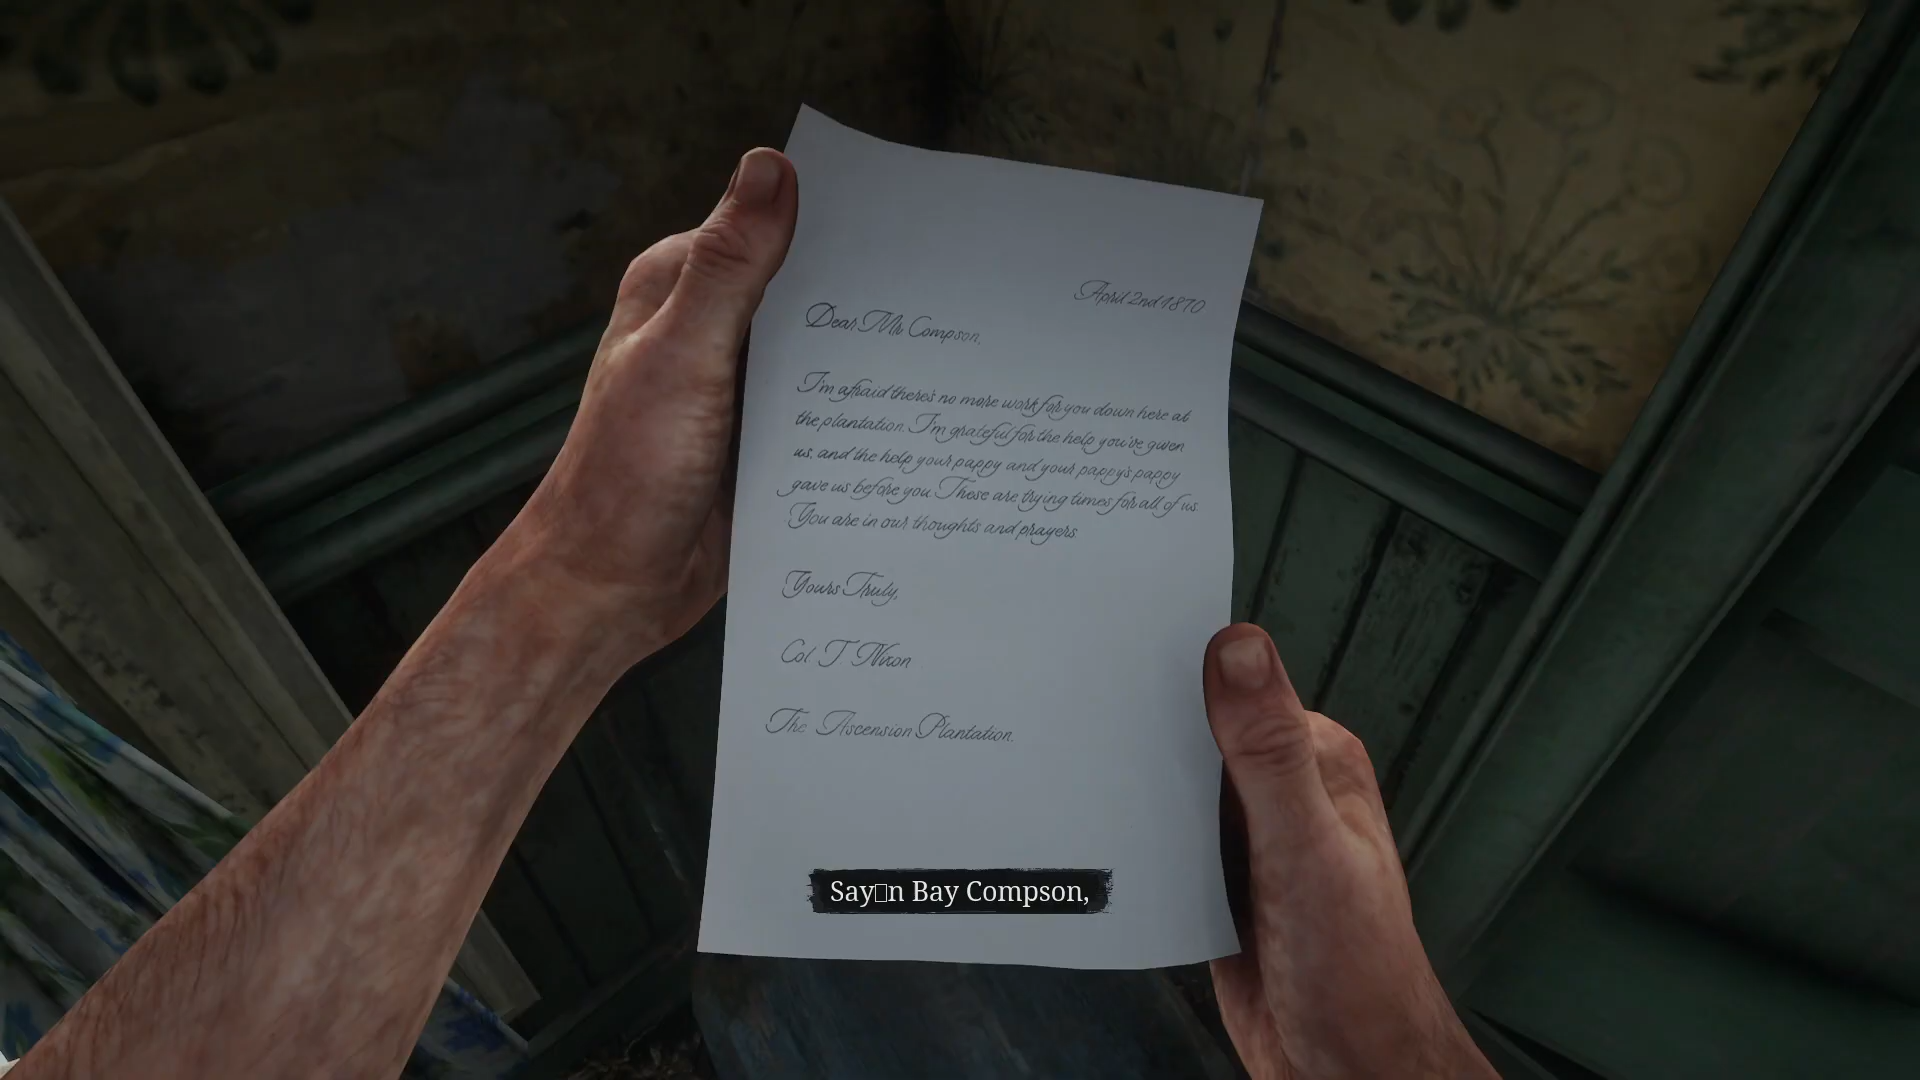 April 2nd 1870
Dear Mr. Compson,
I'm afraid there's no more work for you down here at
the plantation. I'm grateful for the help you've given
us, and the help your pappy and your pappy's pappy
gave us before you. These are trying times for all of us.
You are in our thoughts and prayers.
Yours Truly,
Col. T. Nixon
The Ascension Plantation.
Say□n Bay Compson,